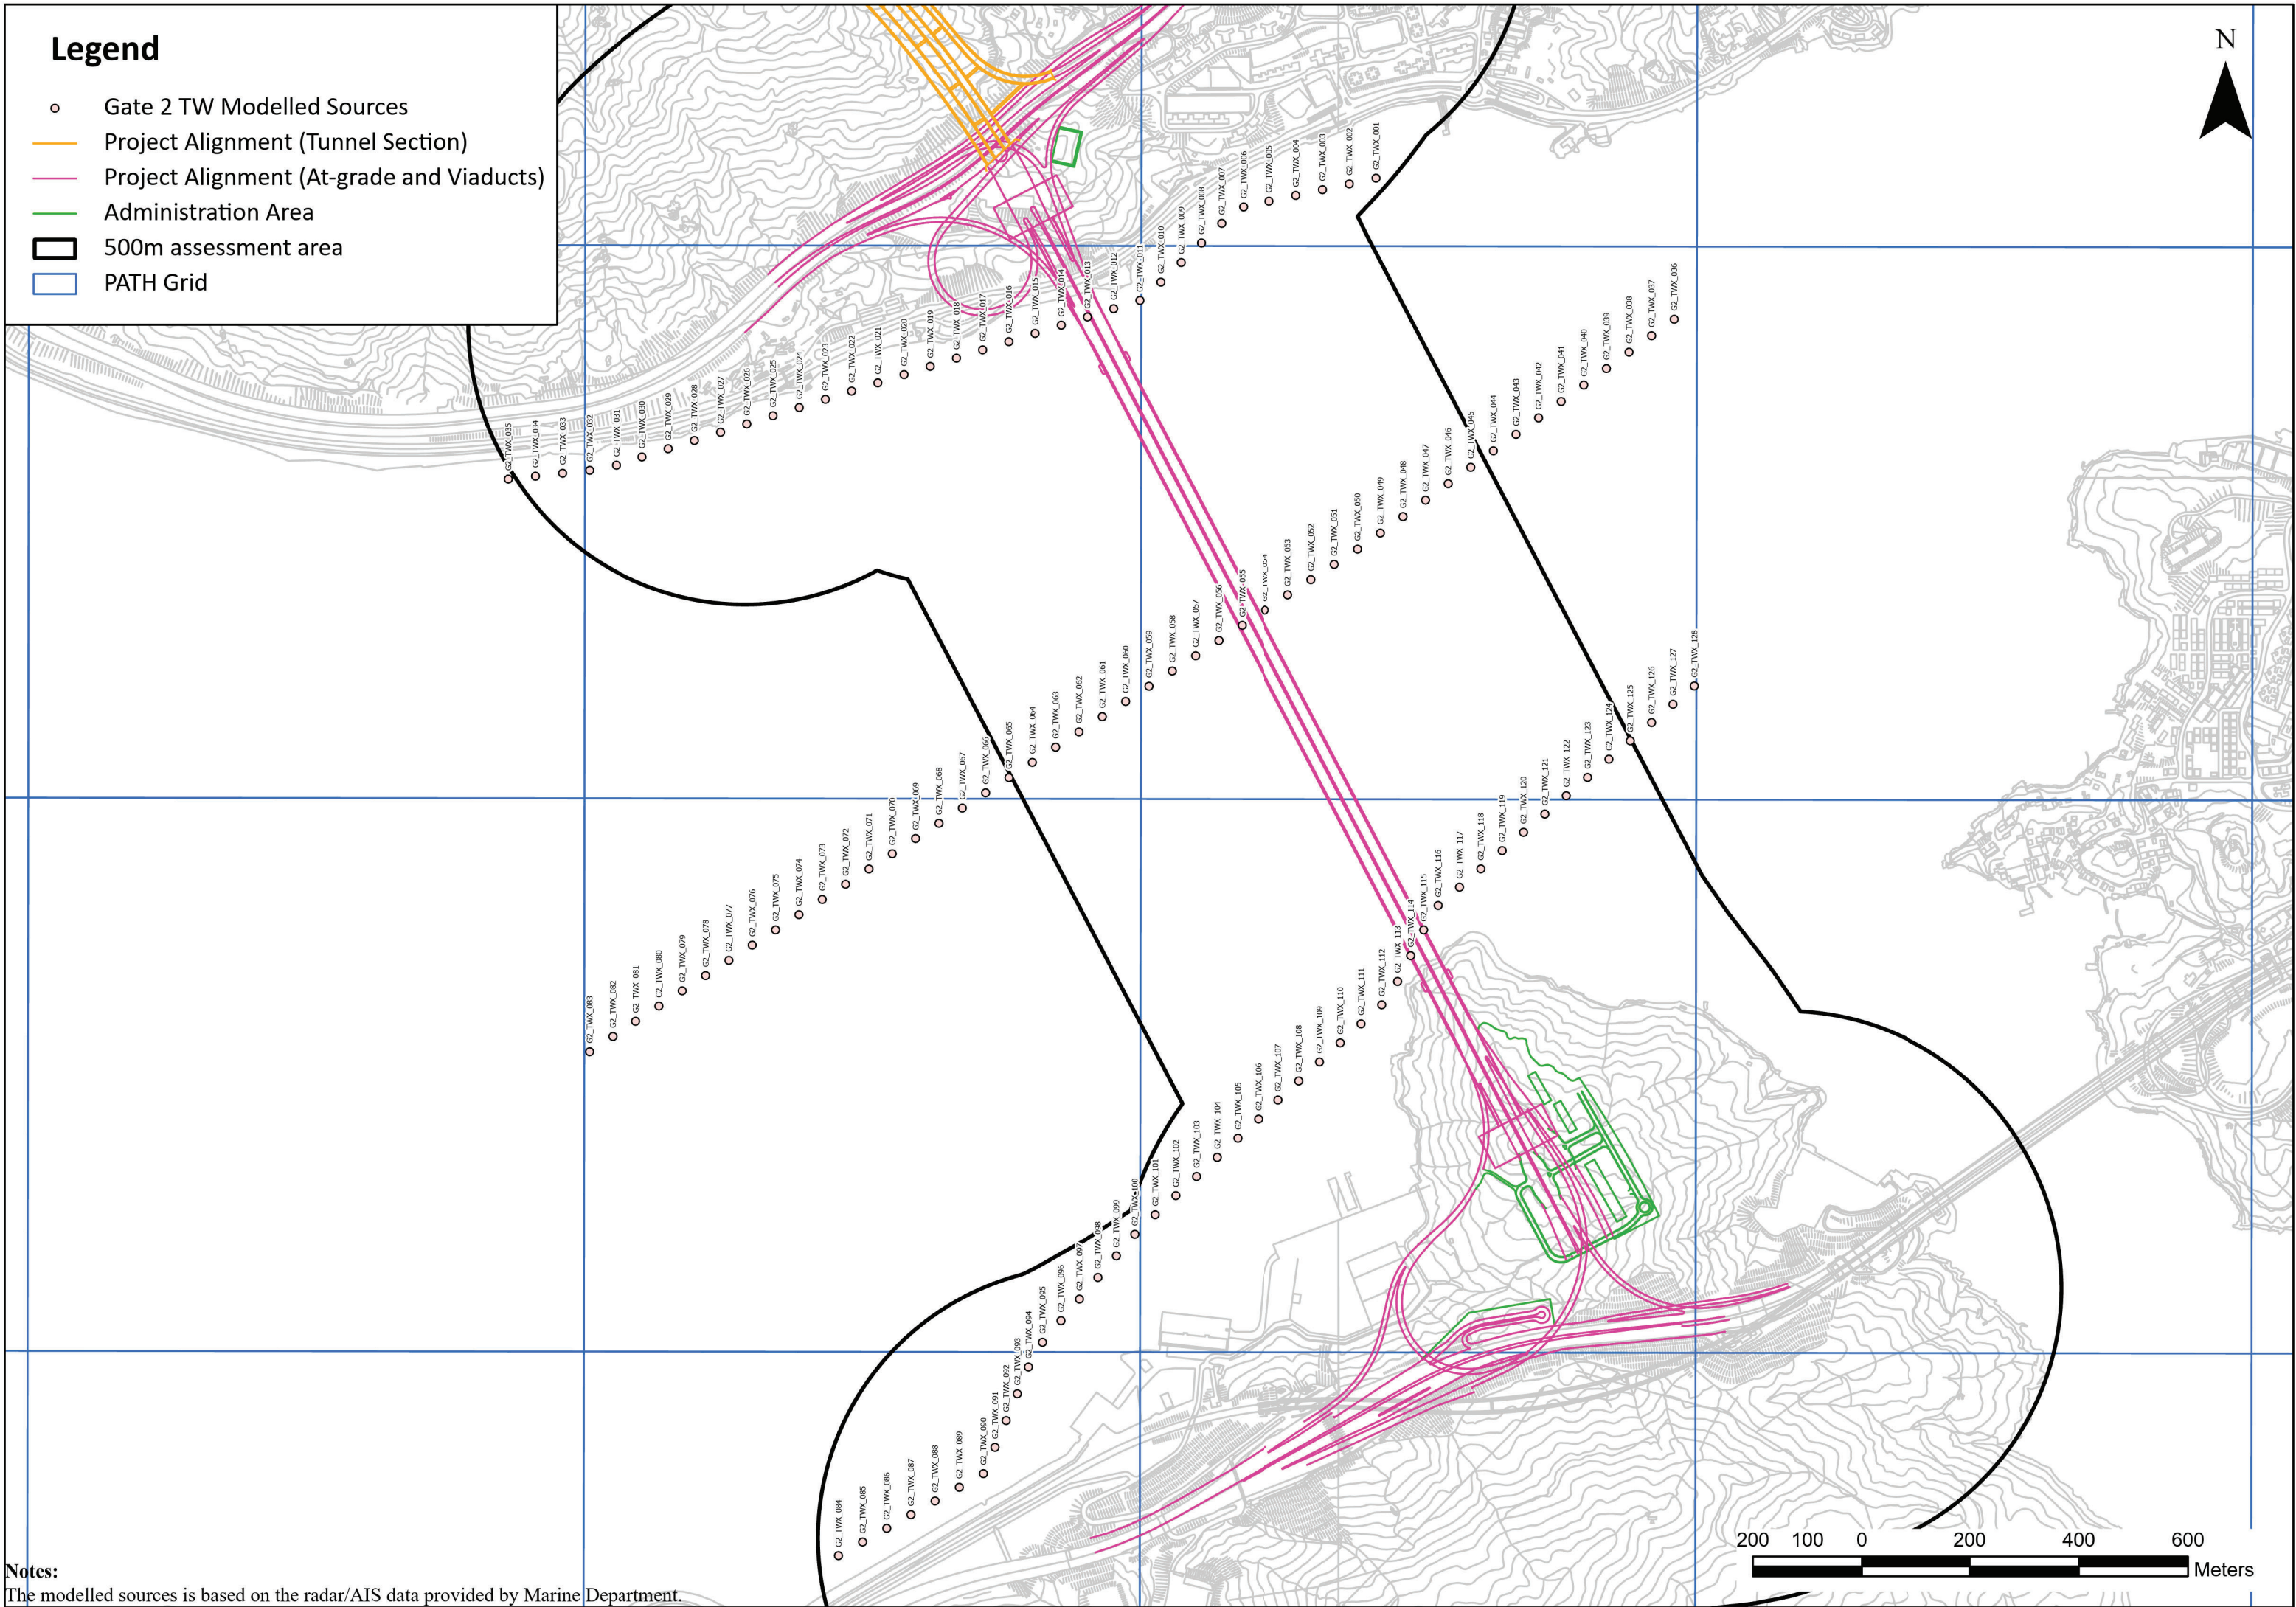 Legend
Gate 2 TW Modelled Sources
Project Alignment (Tunnel Section)
Project Alignment (At-grade and Viaducts)
Administration Area
500m assessment area
PATH Grid
N
G2_TWX_001
G2_TWX_002
G2_TWX_003
G2_TWX_004
G2_TWX_005
G2_TWX_006
G2_TWX_007
G2_TWX_008
G2_TWX_009
G2_TWX_010
G2_TWX_011
G2_TWX_012
G2_TWX_013
G2_TWX_014
G2_TWX_015
G2_TWX_016
G2_TWX_017
G2_TWX_018
G2_TWX_019
G2_TWX_020
G2_TWX_021
G2_TWX_022
G2_TWX_023
G2_TWX_024
G2_TWX_025
G2_TWX_026
G2_TWX_027
G2_TWX_028
G2_TWX_029
G2_TWX_030
G2_TWX_031
G2_TWX_032
G2_TWX_033
G2_TWX_034
G2_TWX_035
G2_TWX_036
G2_TWX_037
G2_TWX_038
G2_TWX_039
G2_TWX_040
G2_TWX_041
G2_TWX_042
G2_TWX_043
G2_TWX_044
G2_TWX_045
G2_TWX_046
G2_TWX_047
G2_TWX_048
G2_TWX_049
G2_TWX_050
G2_TWX_051
G2_TWX_052
G2_TWX_053
G2_TWX_054
G2_TWX_055
G2_TWX_056
G2_TWX_057
G2_TWX_058
G2_TWX_059
G2_TWX_060
G2_TWX_061
G2_TWX_062
G2_TWX_063
G2_TWX_064
G2_TWX_065
G2_TWX_066
G2_TWX_067
G2_TWX_068
G2_TWX_069
G2_TWX_070
G2_TWX_071
G2_TWX_072
G2_TWX_073
G2_TWX_074
G2_TWX_075
G2_TWX_076
G2_TWX_077
G2_TWX_078
G2_TWX_079
G2_TWX_080
G2_TWX_081
G2_TWX_082
G2_TWX_083
G2_TWX_128
G2_TWX_127
G2_TWX_126
G2_TWX_125
G2_TWX_124
G2_TWX_123
G2_TWX_122
G2_TWX_121
G2_TWX_120
G2_TWX_119
G2_TWX_118
G2_TWX_117
G2_TWX_116
G2_TWX_115
G2_TWX_114
G2_TWX_113
G2_TWX_112
G2_TWX_111
G2_TWX_110
G2_TWX_109
G2_TWX_108
G2_TWX_107
G2_TWX_106
G2_TWX_105
G2_TWX_104
G2_TWX_103
G2_TWX_102
G2_TWX_101
G2_TWX_100
G2_TWX_099
G2_TWX_098
G2_TWX_097
G2_TWX_096
G2_TWX_095
G2_TWX_094
G2_TWX_093
G2_TWX_092
G2_TWX_091
G2_TWX_090
G2_TWX_089
G2_TWX_088
G2_TWX_087
G2_TWX_086
G2_TWX_085
G2_TWX_084
200 100 0 200 400 600
Meters
Notes:
The modelled sources is based on the radar/AIS data provided by Marine Department.